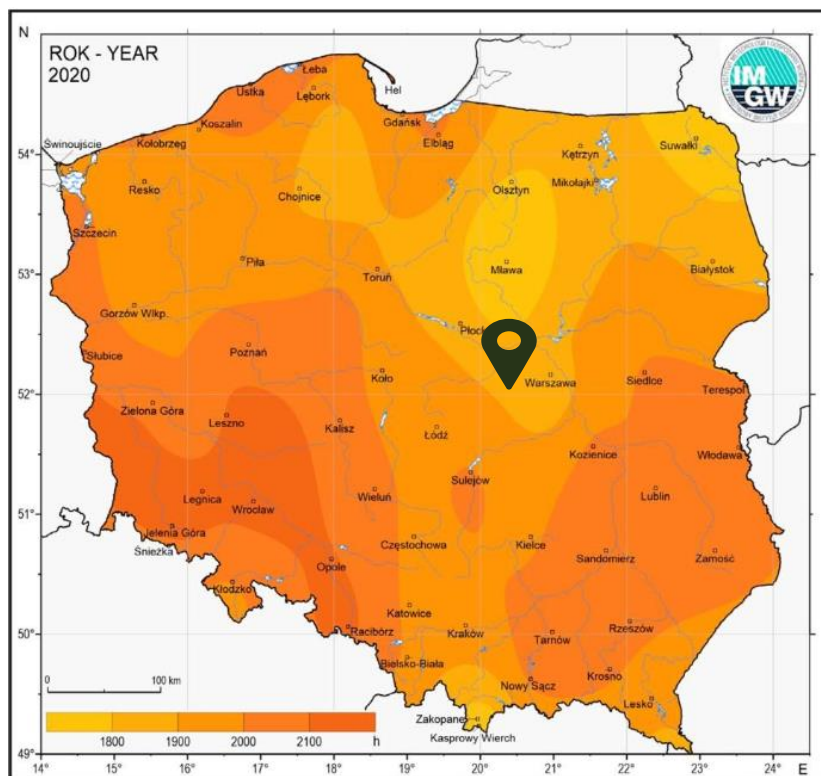 N
ROK - YEAR
2020
IMGW
Łeba
Ustka
Lębork
Hel
Koszalin
Gdańsk
Elbląg
Świnoujście
Kołobrzeg
Kętrzyn
Suwałki
54°
Resko
Chojnice
Olsztyn
Mikołajki
Szczecin
Piła
Toruń
Mława
Białystok
53°
Gorzów Wlkp.
Płock
Słubice
Poznań
Koło
Warszawa
Siedlce
Terespol
52°
Zielona Góra
Leszno
Kalisz
Łódź
Kozienice
Włodawa
Sulejów
Legnica
Wrocław
Wieluń
Lublin
51°
Jelenia Góra
Śnieżka
Częstochowa
Kielce
Sandomierz
Zamość
Opole
Kłodzko
Katowice
Racibórz
Kraków
Tarnów
Rzeszów
50°
Bielsko-Biała
Nowy Sącz
Krosno
0 100 km
Lesko
Zakopane
Kasprowy Wierch
1800 1900 2000 2100 h
49°
14° 15° 16° 17° 18° 19° 20° 21° 22° 23° 24° E